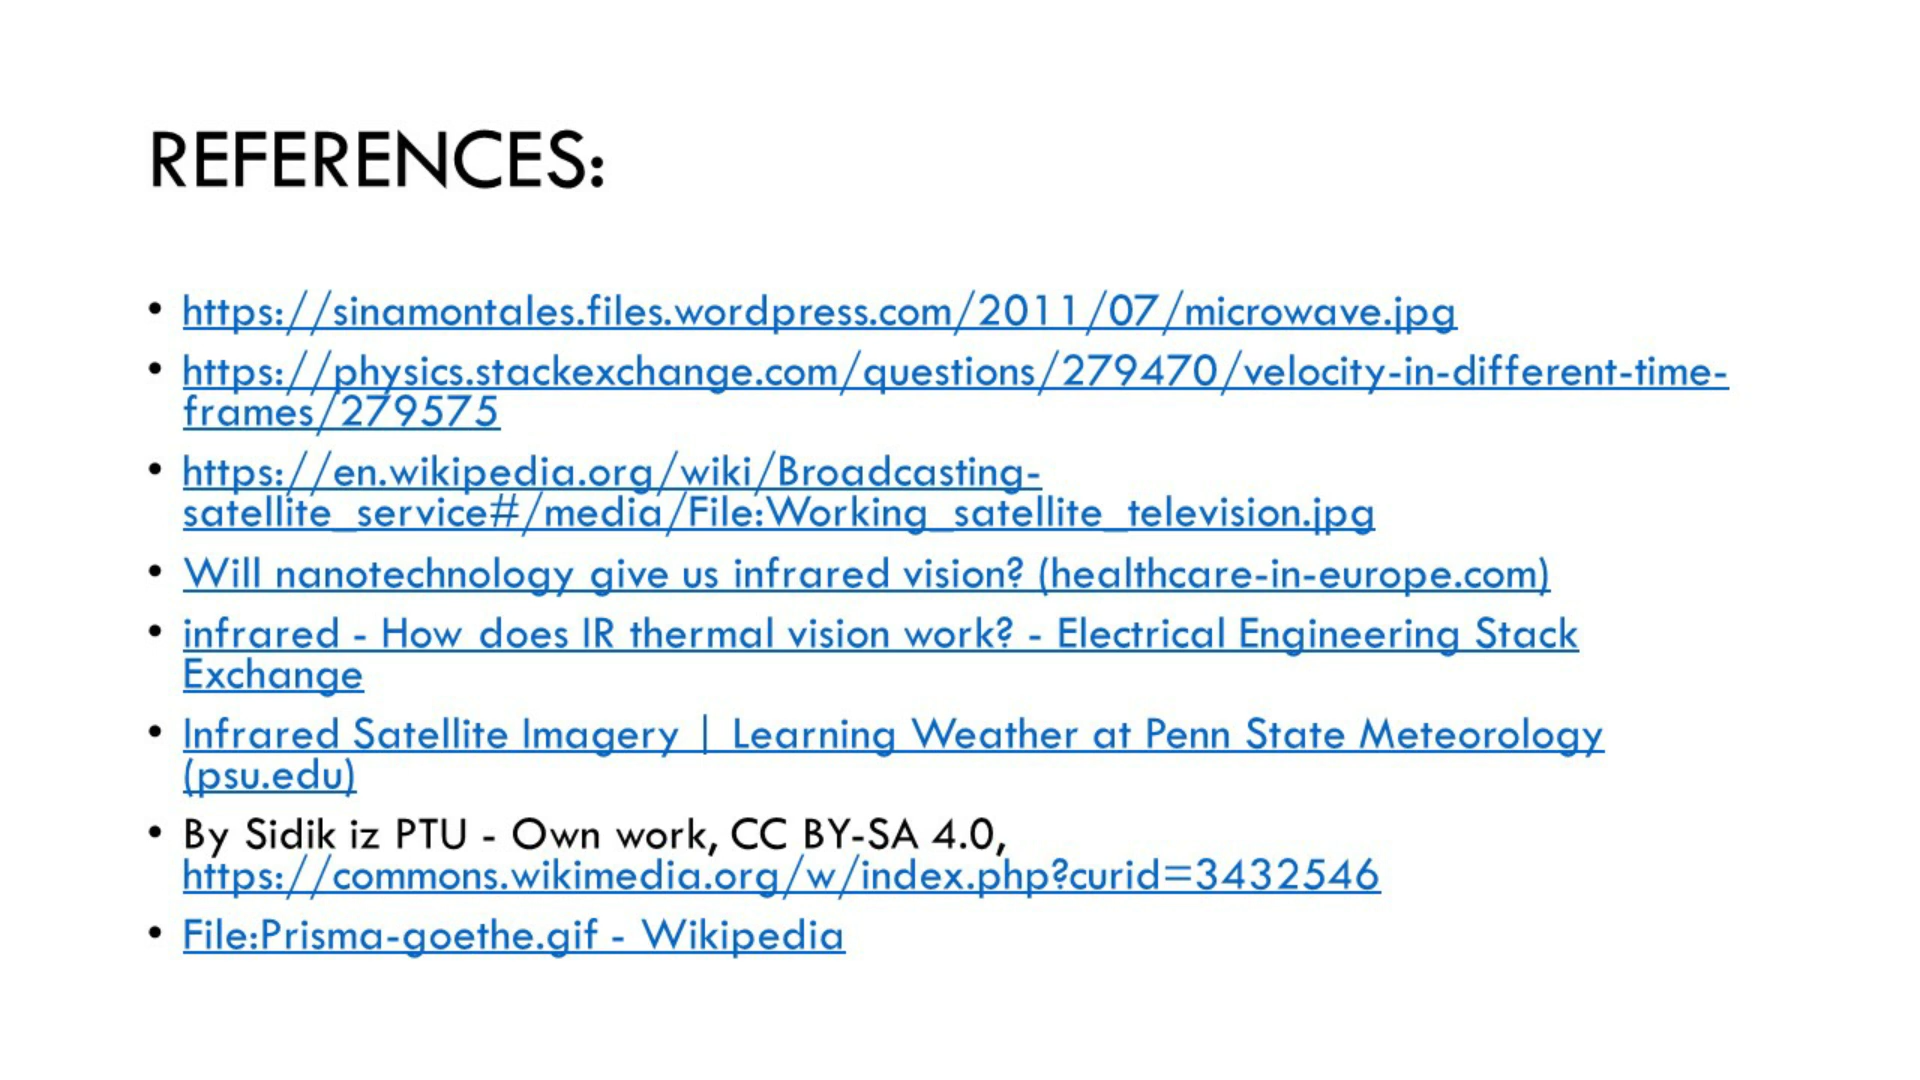 REFERENCES:
• https://sinamontales.files.wordpress.com/2011/07/microwave.jpg
• https://physics.stackexchange.com/questions/279470/velocity-in-different-time-
frames/279575
• https://en.wikipedia.org/wiki/Broadcasting-
satellite_service#/media/File:Working_satellite_television.jpg
• Will nanotechnology give us infrared vision? (healthcare-in-europe.com)
• infrared - How does IR thermal vision work? - Electrical Engineering Stack
Exchange
• Infrared Satellite Imagery | Learning Weather at Penn State Meteorology
(psu.edu)
• By Sidik iz PTU - Own work, CC BY-SA 4.0,
https://commons.wikimedia.org/w/index.php?curid=3432546
• File:Prisma-goethe.gif - Wikipedia